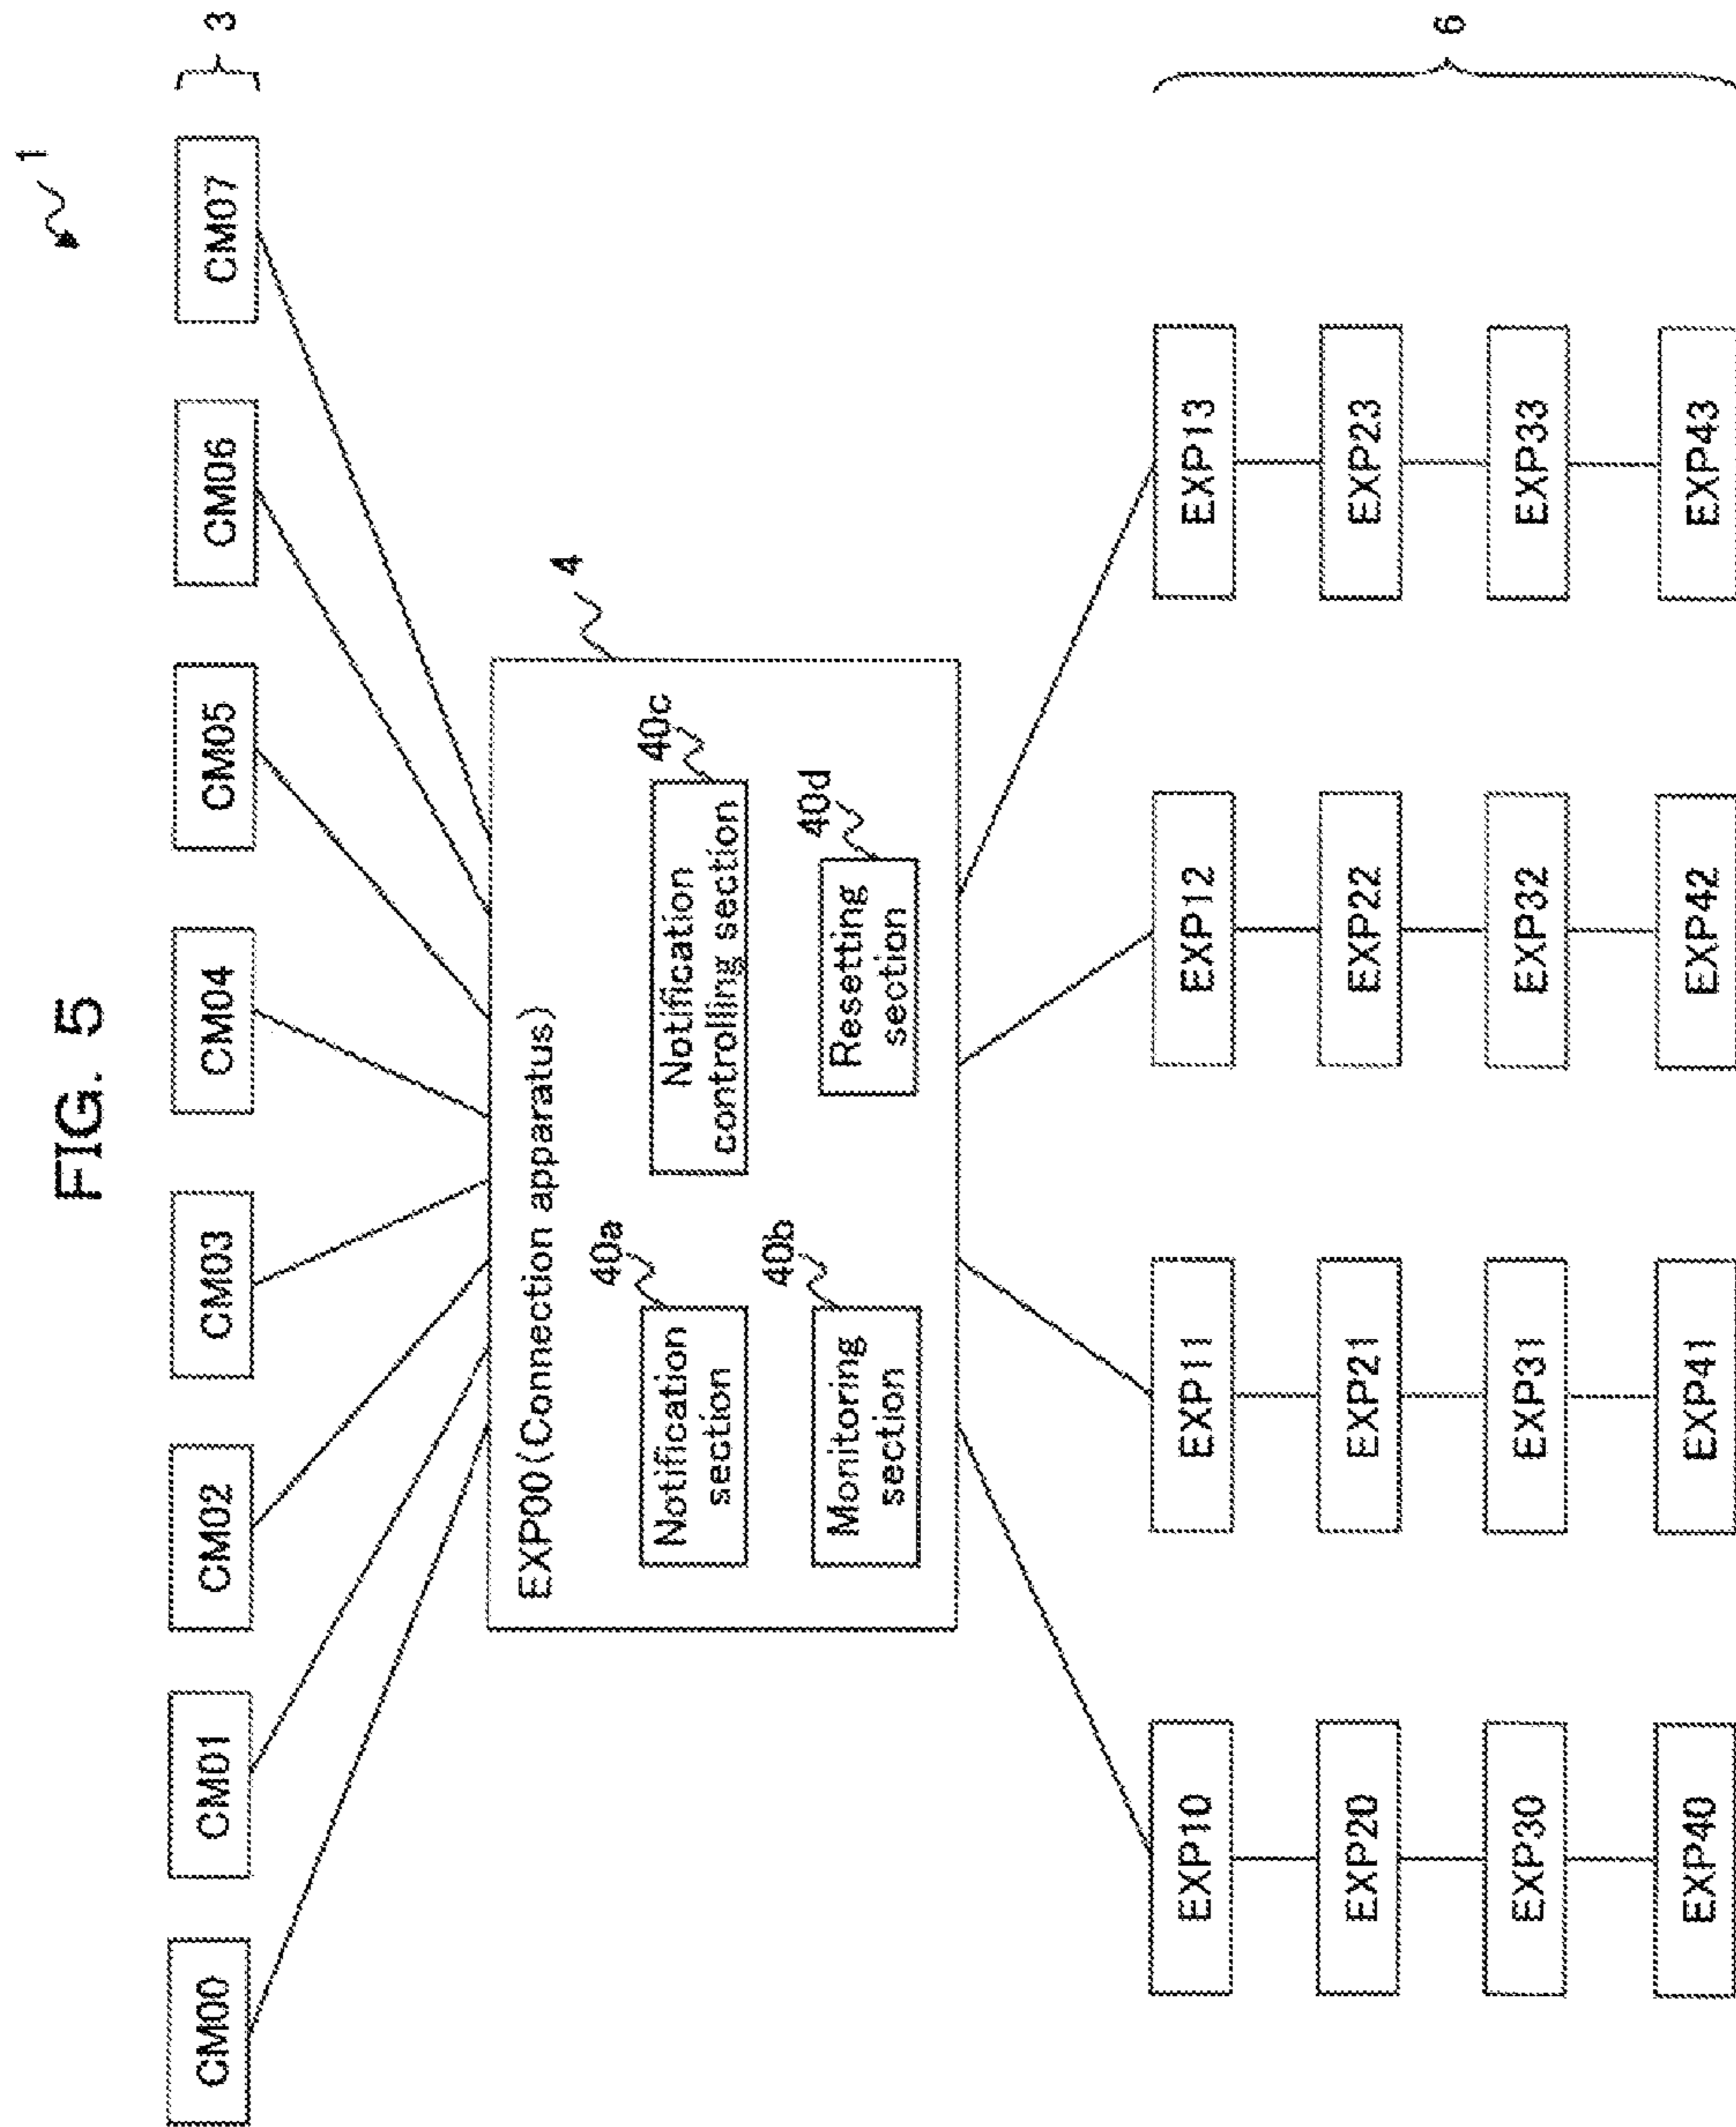 FIG. 5
1
3
CM00
CM01
CM02
CM03
CM04
CM05
CM06
CM07
4
EXP00(Connection apparatus)
40a
Notification
section
40c
Notification
controlling section
40b
Monitoring
section
40d
Resetting
section
6
EXP10
EXP11
EXP12
EXP13
EXP20
EXP21
EXP22
EXP23
EXP30
EXP31
EXP32
EXP33
EXP40
EXP41
EXP42
EXP43